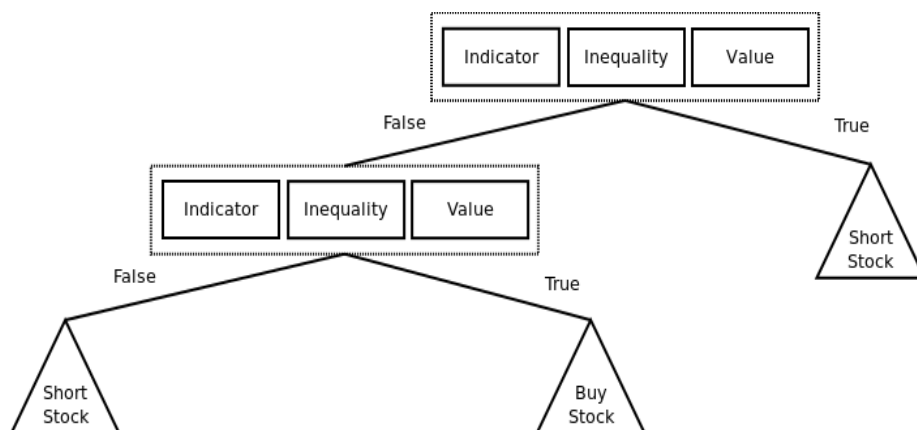 Indicator Inequality Value
False
True
Indicator Inequality Value
Short
Stock
False
True
Short
Stock
Buy
Stock